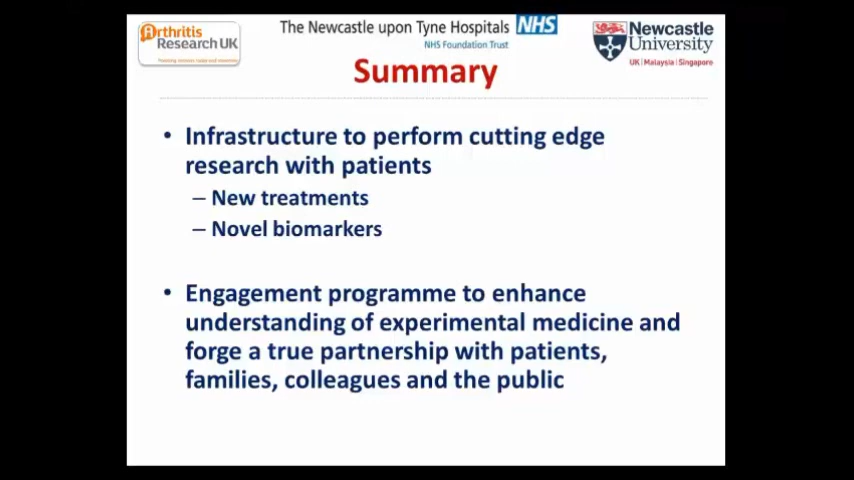 Arthritis
Research UK
The Newcastle upon Tyne Hospitals NHS
NHS Foundation Trust
Newcastle
University
UK | Malaysia | Singapore
Summary
• Infrastructure to perform cutting edge
research with patients
– New treatments
– Novel biomarkers
• Engagement programme to enhance
understanding of experimental medicine and
forge a true partnership with patients,
families, colleagues and the public